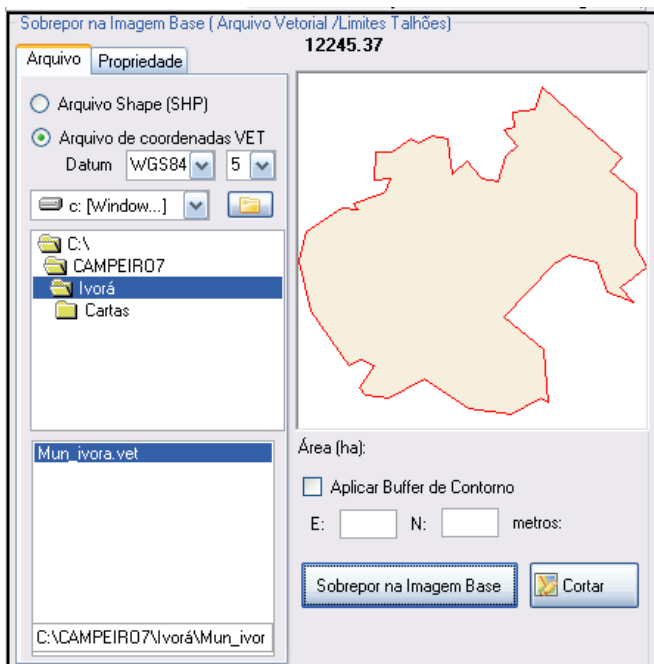 Sobrepor na Imagem Base ( Arquivo Vetorial /Limites Talhões)
12245.37
Arquivo Propriedade
Arquivo Shape (SHP)
Arquivo de coordenadas VET
Datum WGS84 5
c: [Window...]
C:\
CAMPEIRO7
Ivorá
Cartas
Mun_ivora.vet
C:\CAMPEIRO7\Ivorá\Mun_ivor
Área (ha):
Aplicar Buffer de Contorno
E: N: metros:
Sobrepor na Imagem Base Cortar